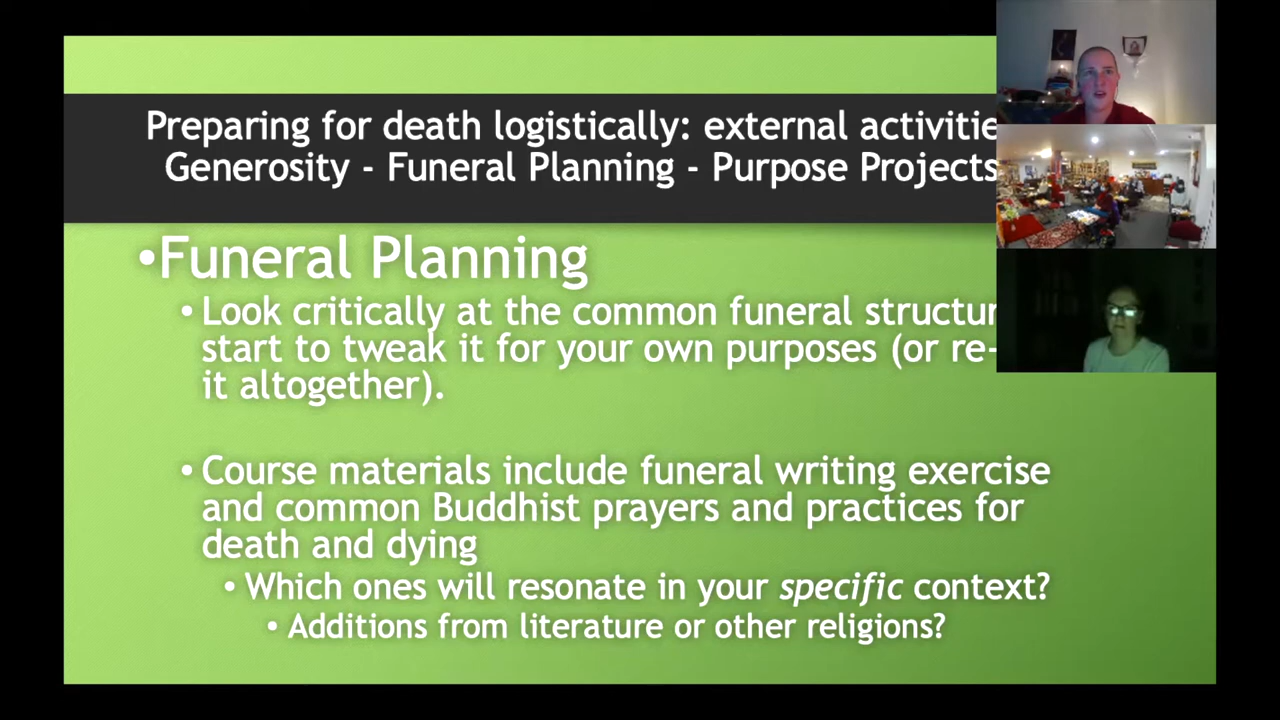 Preparing for death logistically: external activitie
Generosity - Funeral Planning - Purpose Projects
•Funeral Planning
• Look critically at the common funeral structur
start to tweak it for your own purposes (or re-
it altogether).
• Course materials include funeral writing exercise
and common Buddhist prayers and practices for
death and dying
• Which ones will resonate in your specific context?
• Additions from literature or other religions?